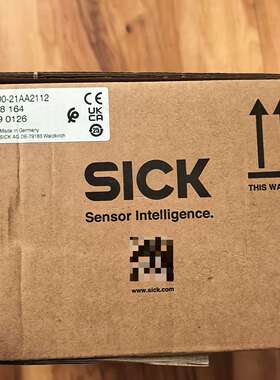 00-21AA2112
8 164
9 0126
Made in Germany
SICK AG DE-79183 Waldkirch
UK
CA
25
SICK
Sensor Intelligence.
THIS WA
www.sick.com